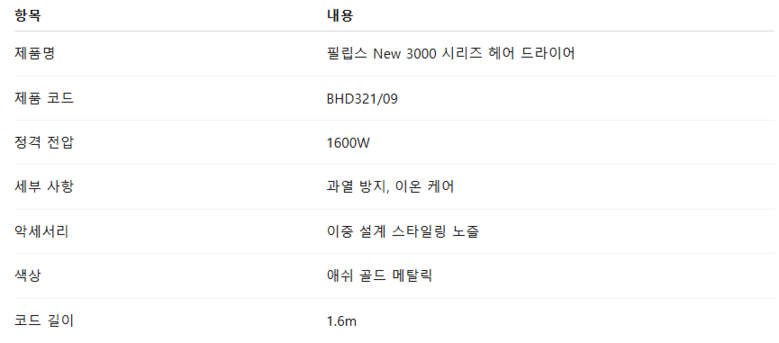 항목 내용
제품명 필립스 New 3000 시리즈 헤어 드라이어
제품 코드 BHD321/09
정격 전압 1600W
세부 사항 과열 방지, 이온 케어
악세서리 이중 설계 스타일링 노즐
색상 애쉬 골드 메탈릭
코드 길이 1.6m